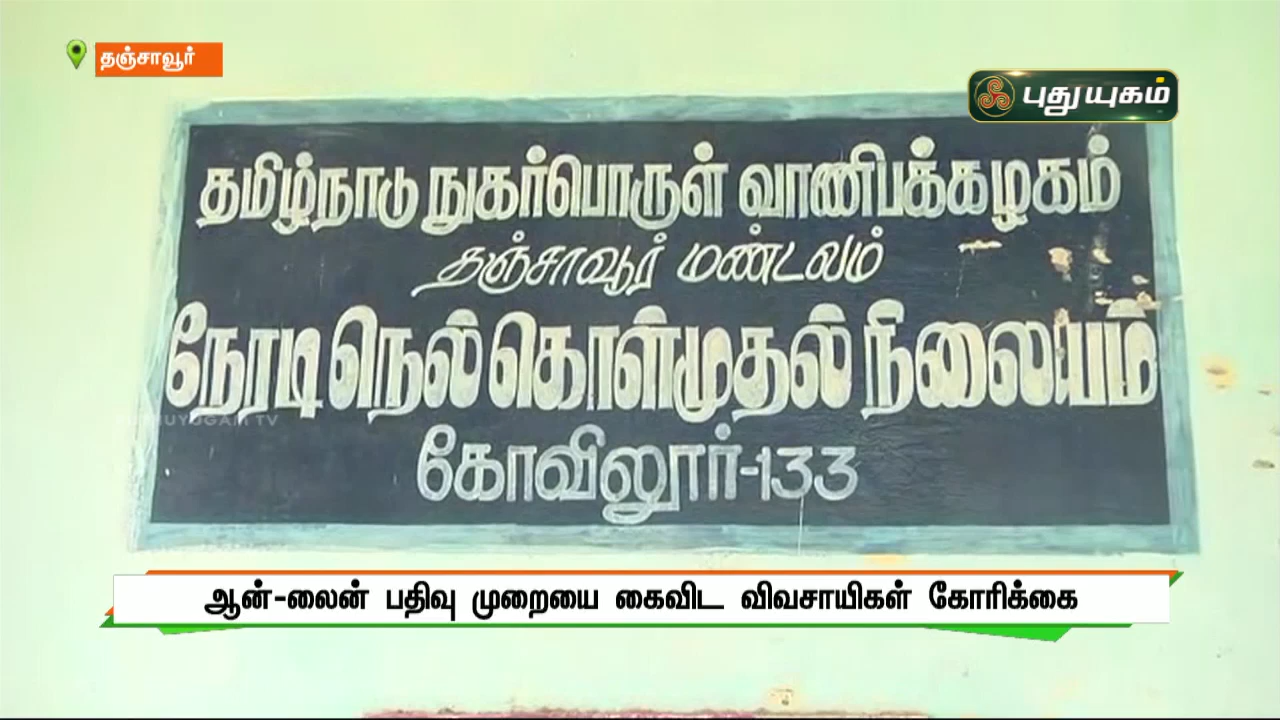 தஞ்சாவூர்
புதுயுகம்
தமிழ்நாடு நுகர்பொருள் வாணிபக்கழகம்
தஞ்சாவூர் மண்டலம்
நேரடி நெல் கொள்முதல் நிலையம்
கோவிலூர்-133
ஆன்-லைன் பதிவு முறையை கைவிட விவசாயிகள் கோரிக்கை